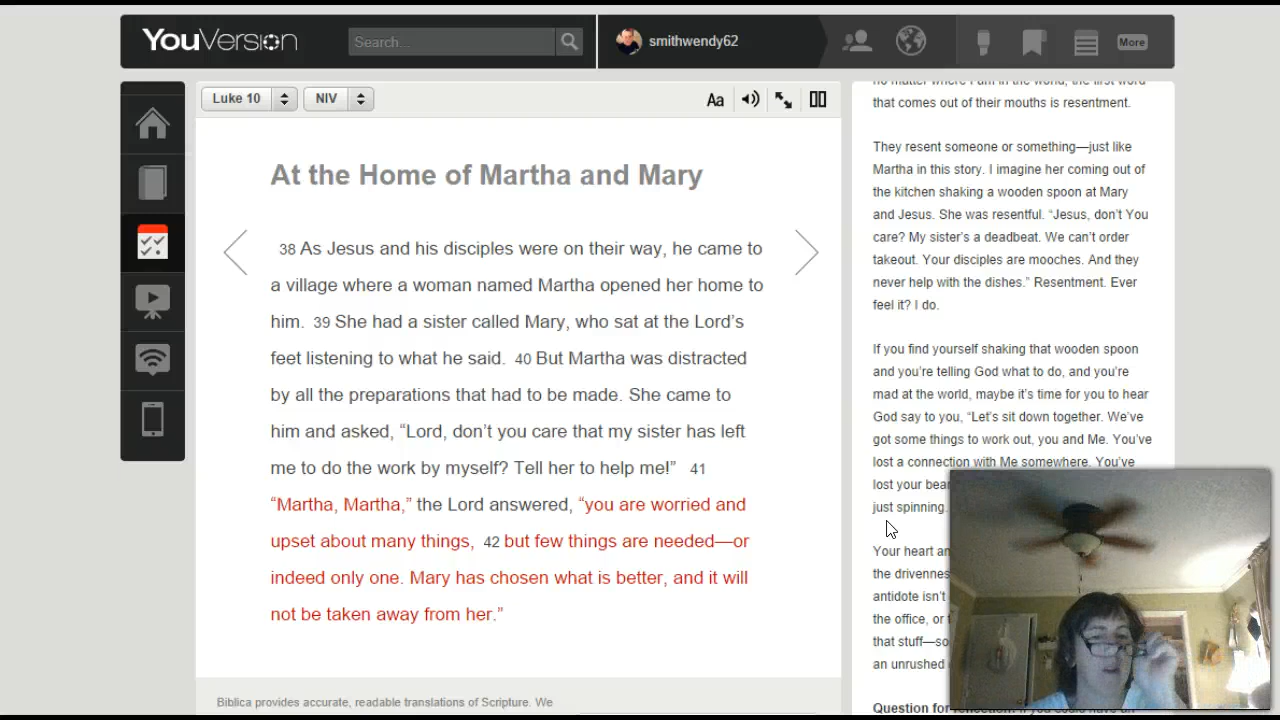 YouVersion
Search...
smithwendy62
More
Luke 10
NIV
Aa
At the Home of Martha and Mary
38 As Jesus and his disciples were on their way, he came to
a village where a woman named Martha opened her home to
him. 39 She had a sister called Mary, who sat at the Lord’s
feet listening to what he said. 40 But Martha was distracted
by all the preparations that had to be made. She came to
him and asked, “Lord, don’t you care that my sister has left
me to do the work by myself? Tell her to help me!” 41
“Martha, Martha,” the Lord answered, “you are worried and
upset about many things, 42 but few things are needed—or
indeed only one. Mary has chosen what is better, and it will
not be taken away from her.”
Biblica provides accurate, readable translations of Scripture. We
no matter where I am in the world, the first word
that comes out of their mouths is resentment.
They resent someone or something—just like
Martha in this story. I imagine her coming out of
the kitchen shaking a wooden spoon at Mary
and Jesus. She was resentful. “Jesus, don’t You
care? My sister’s a deadbeat. We can’t order
takeout. Your disciples are mooches. And they
never help with the dishes.” Resentment. Ever
feel it? I do.
If you find yourself shaking that wooden spoon
and you’re telling God what to do, and you’re
mad at the world, maybe it’s time for you to hear
God say to you, “Let’s sit down together. We’ve
got some things to work out, you and Me. You’ve
lost a connection with Me somewhere. You’ve
lost your
just spinning.
Your heart
the
antidote isn’t
the office, or
that stuff—
an unrushed
Question for